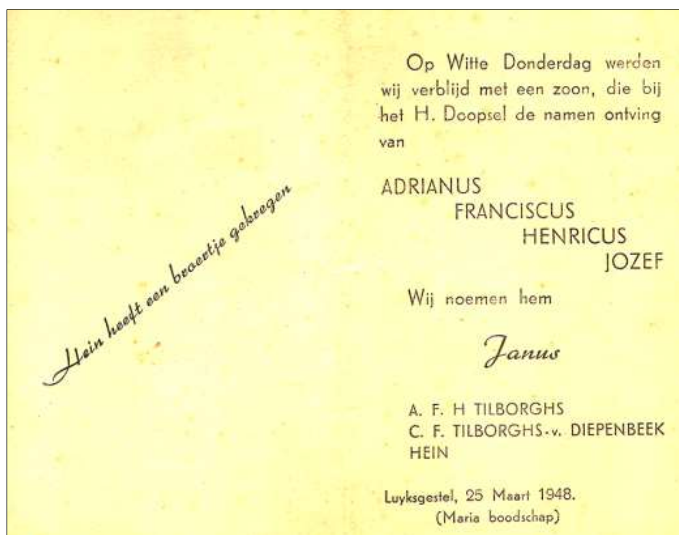 Hein heeft een broertje gekregen
Op Witte Donderdag werden
wij verblijd met een zoon, die bij
het H. Doopsel de namen ontving
van
ADRIANUS
FRANCISCUS
HENRICUS
JOZEF
Wij noemen hem
Janus
A. F. H TILBORGHS
C. F. TILBORGHS-v. DIEPENBEEK
HEIN
Luyksgestel, 25 Maart 1948.
(Maria boodschap)